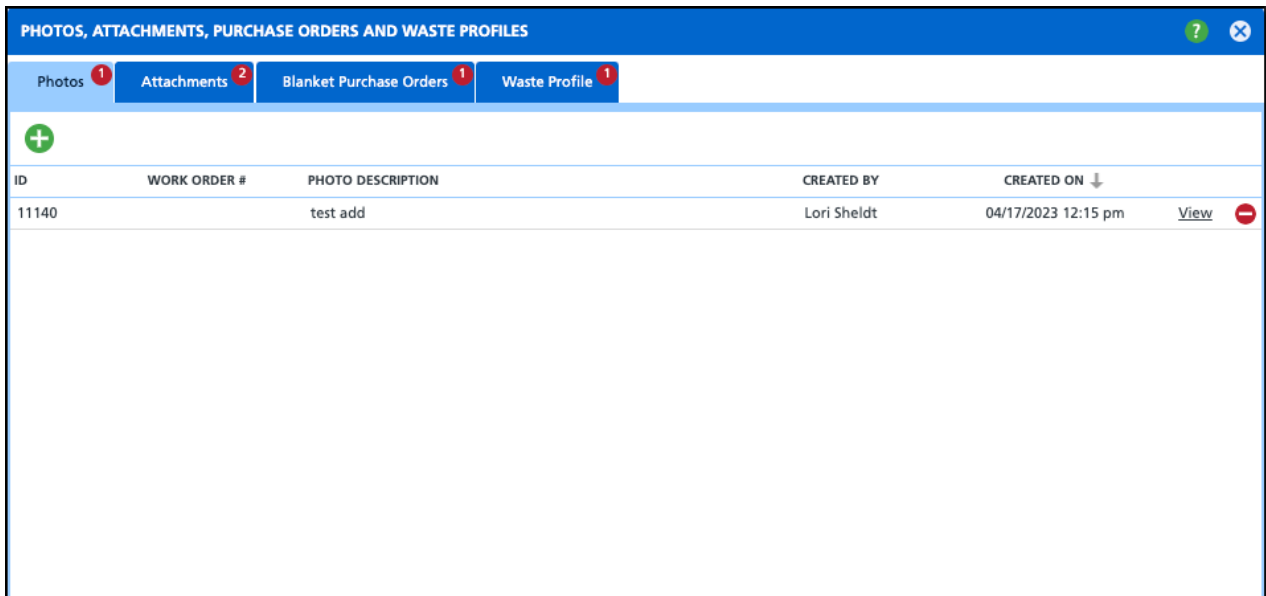 PHOTOS, ATTACHMENTS, PURCHASE ORDERS AND WASTE PROFILES ?
Photos 1 Attachments 2 Blanket Purchase Orders 1 Waste Profile 1
ID WORK ORDER # PHOTO DESCRIPTION CREATED BY CREATED ON
11140 test add Lori Sheldt 04/17/2023 12:15 pm View